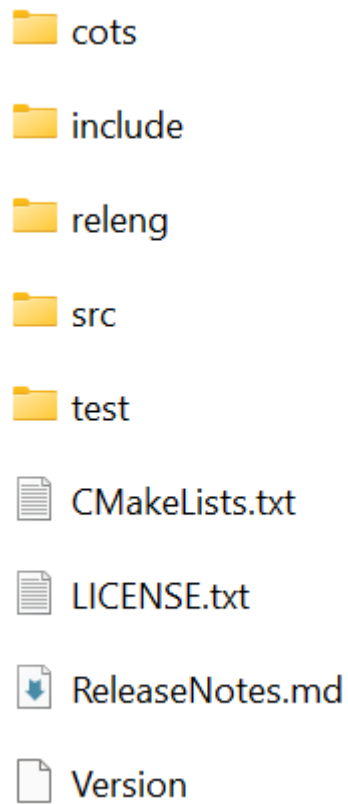 cots
include
releng
src
test
CMakeLists.txt
LICENSE.txt
ReleaseNotes.md
Version